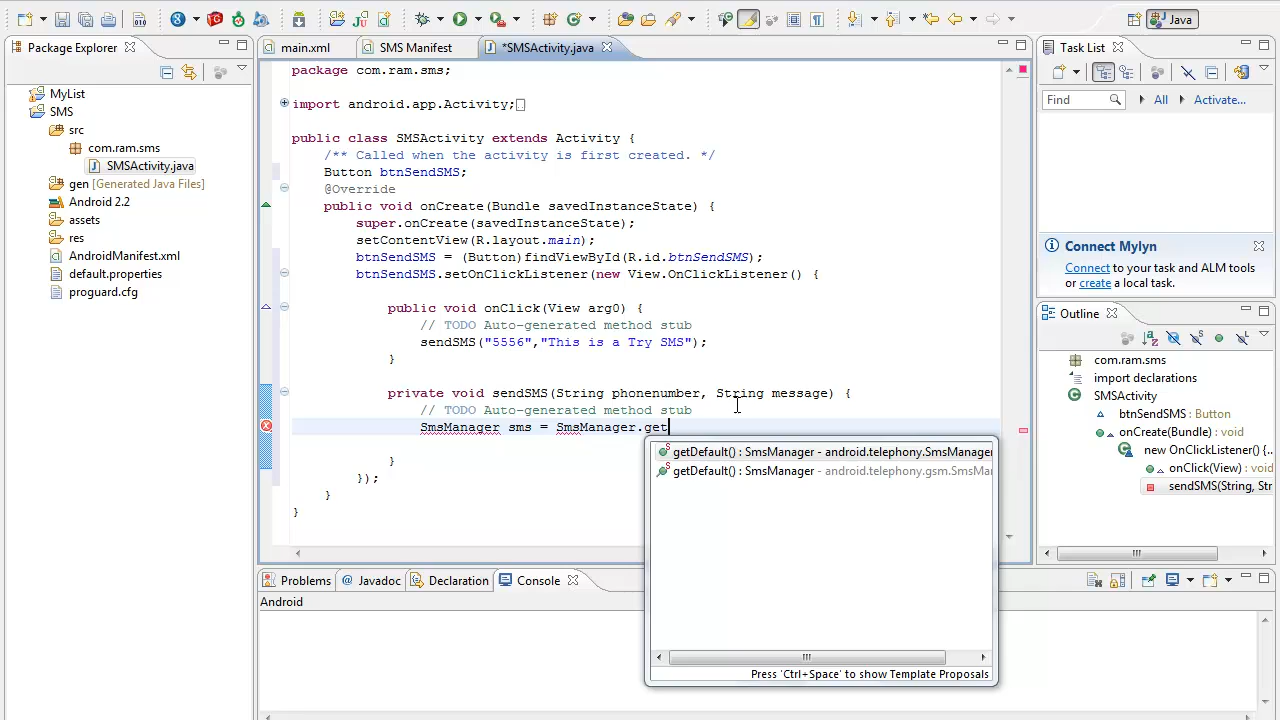 Java
Package Explorer
MyList
SMS
src
com.ram.sms
SMSActivity.java
gen [Generated Java Files]
Android 2.2
assets
res
AndroidManifest.xml
default.properties
proguard.cfg
main.xml
SMS Manifest
*SMSActivity.java
package com.ram.sms;
import android.app.Activity;
public class SMSActivity extends Activity {
/** Called when the activity is first created. */
Button btnSendSMS;
@Override
public void onCreate(Bundle savedInstanceState) {
super.onCreate(savedInstanceState);
setContentView(R.layout.main);
btnSendSMS = (Button)findViewById(R.id.btnSendSMS);
btnSendSMS.setOnClickListener(new View.OnClickListener() {
public void onClick(View arg0) {
// TODO Auto-generated method stub
sendSMS("5556","This is a Try SMS");
}
private void sendSMS(String phonenumber, String message) {
// TODO Auto-generated method stub
SmsManager sms = SmsManager.get
}
});
}
}
getDefault() : SmsManager - android.telephony.SmsManager
getDefault() : SmsManager - android.telephony.gsm.SmsMa
Press 'Ctrl+Space' to show Template Proposals
Task List
Find
All
Activate...
Connect Mylyn
Connect to your task and ALM tools
or create a local task.
Outline
com.ram.sms
import declarations
SMSActivity
btnSendSMS : Button
onCreate(Bundle) : void
new OnClickListener() {...
onClick(View) : void
sendSMS(String, Str
Problems
Javadoc
Declaration
Console
Android